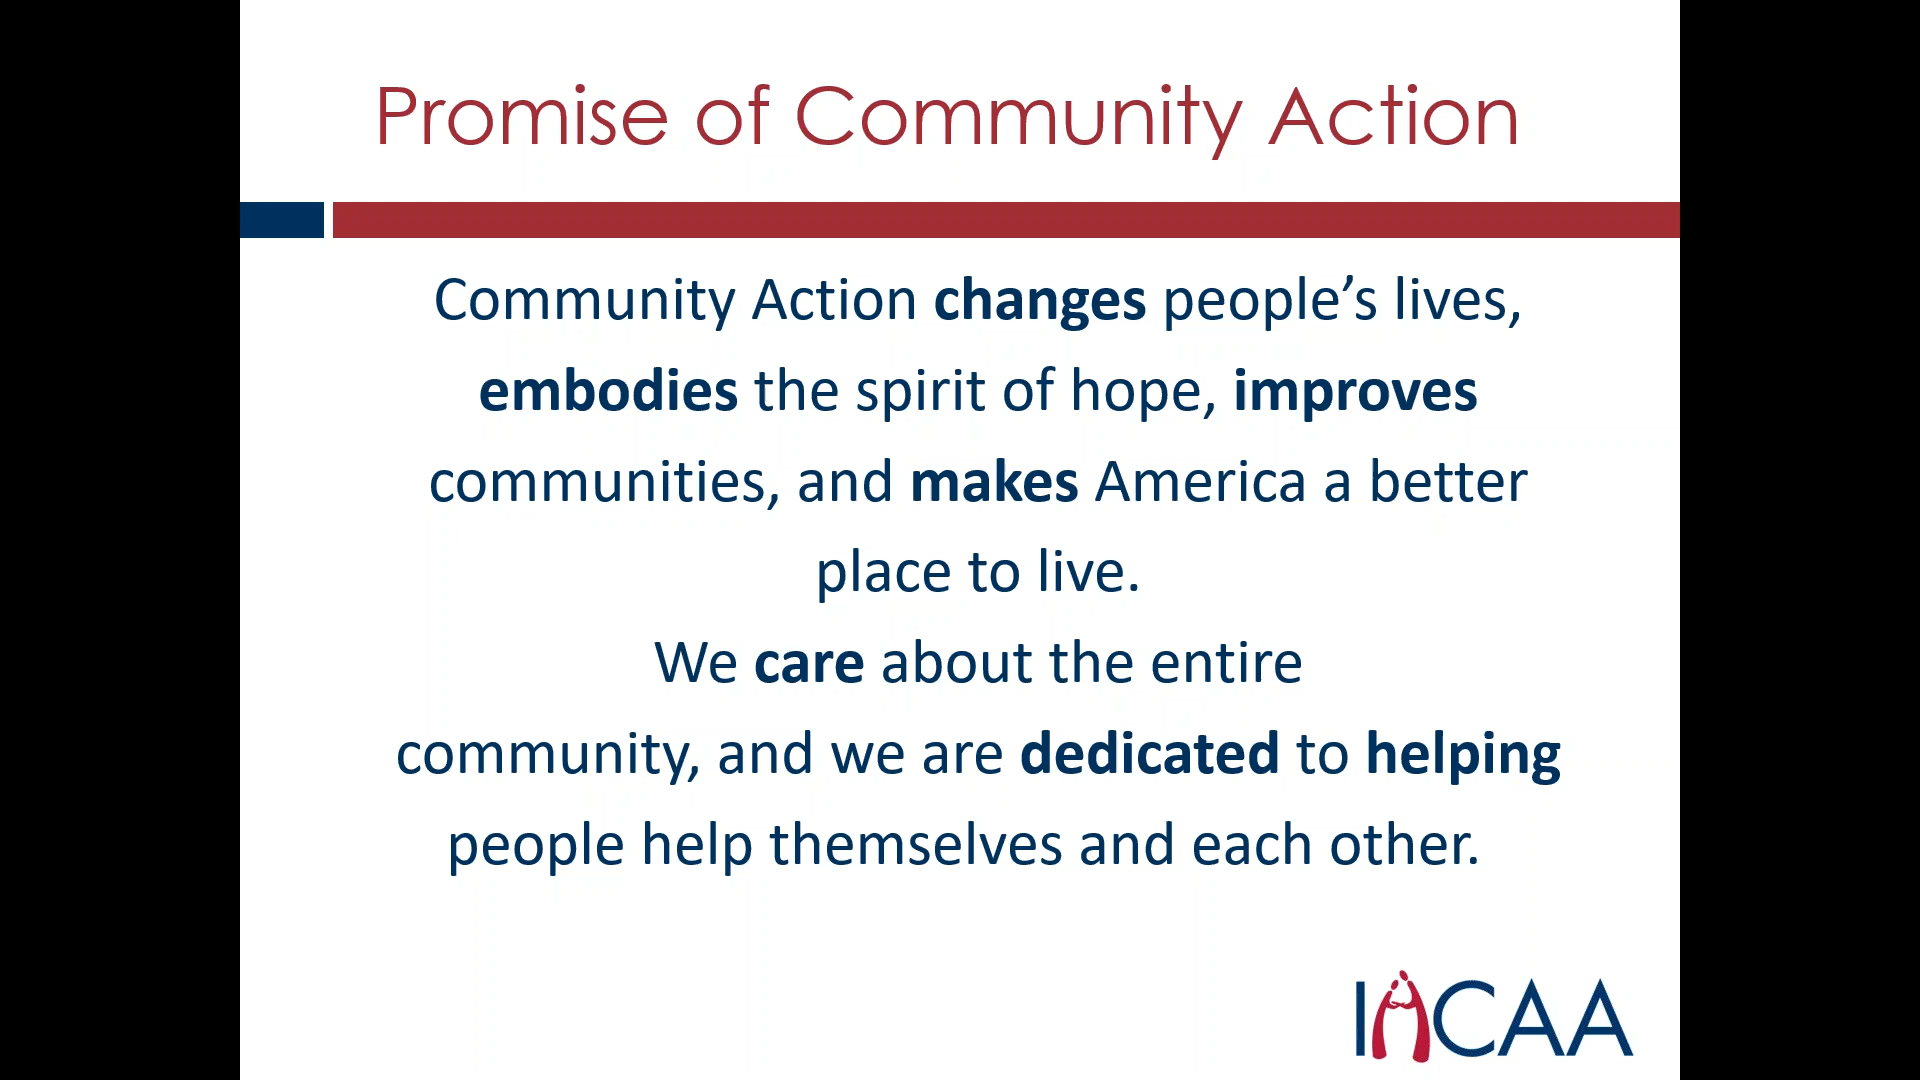 Promise of Community Action
Community Action changes people’s lives,
embodies the spirit of hope, improves
communities, and makes America a better
place to live.
We care about the entire
community, and we are dedicated to helping
people help themselves and each other.
IACAA